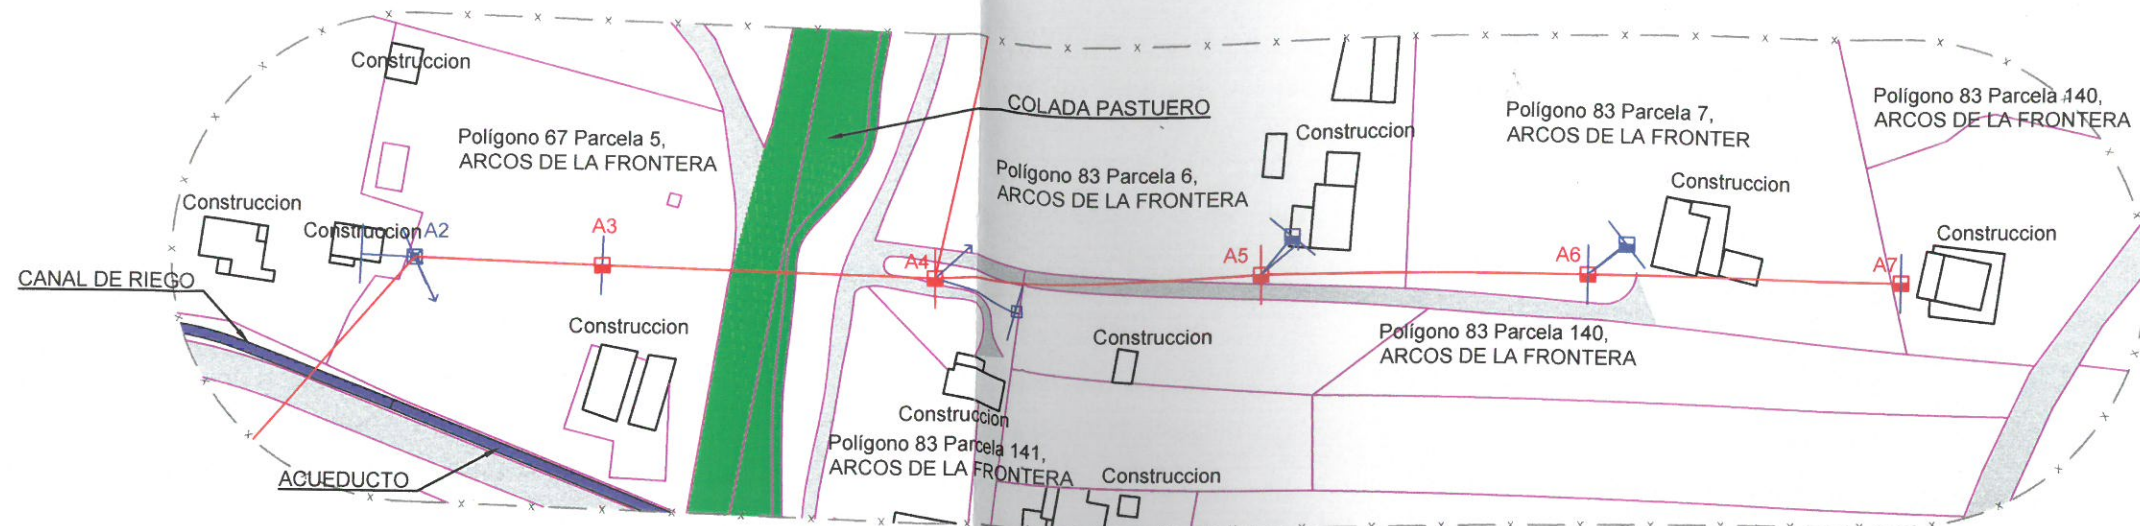 Construccion
COLADA PASTUERO
Polígono 67 Parcela 5,
ARCOS DE LA FRONTERA
Construccion
Polígono 83 Parcela 7,
ARCOS DE LA FRONTER
Polígono 83 Parcela 140,
ARCOS DE LA FRONTERA
Polígono 83 Parcela 6,
ARCOS DE LA FRONTERA
Construccion
Construccion
Construccion
A2
A3
A4
A5
A6
A7
Construccion
CANAL DE RIEGO
Construccion
Construccion
Polígono 83 Parcela 140,
ARCOS DE LA FRONTERA
Construccion
Polígono 83 Parcela 141,
ARCOS DE LA FRONTERA
Construccion
ACUEDUCTO